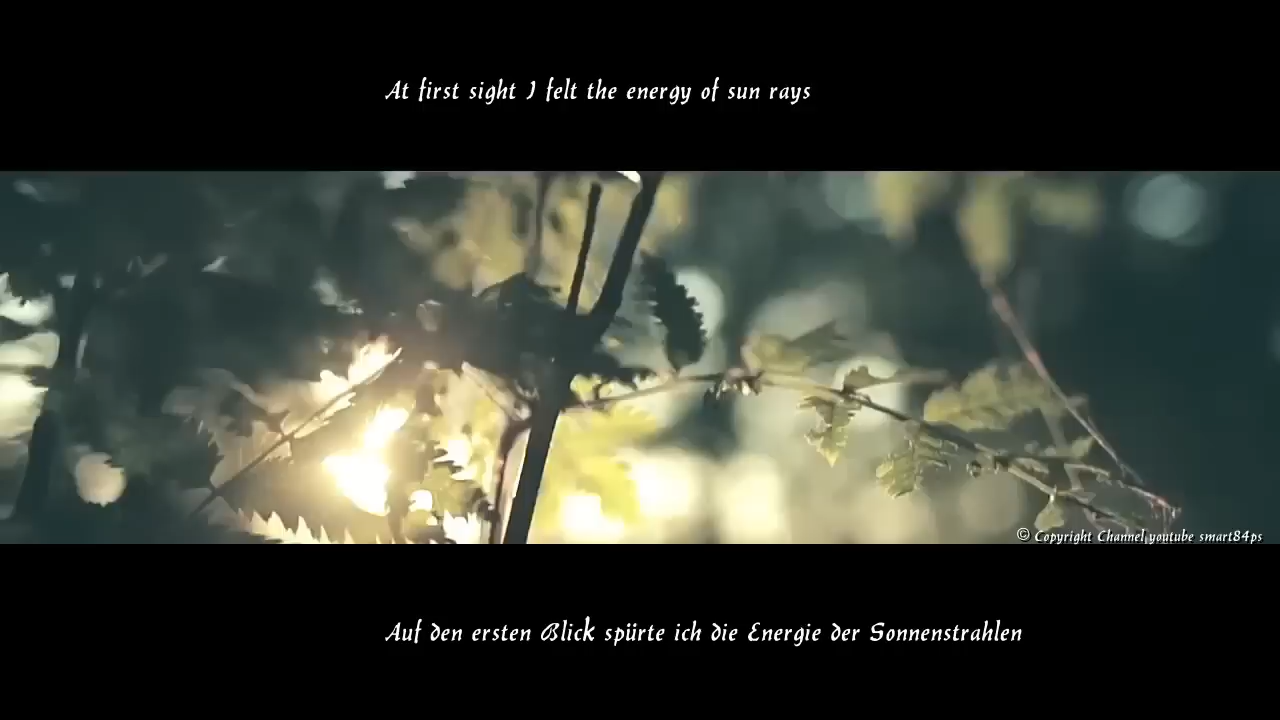 At first sight I felt the energy of sun rays
© Copyright Channel youtube smart84ps
Auf den ersten Blick spürte ich die Energie der Sonnenstrahlen